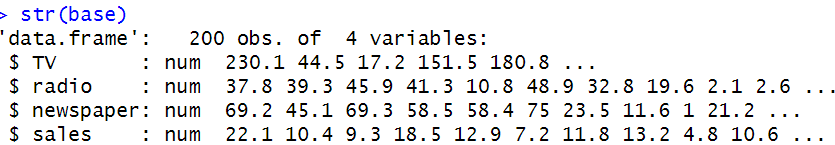 > str(base)
'data.frame':   200 obs. of  4 variables:
 $ TV       : num  230.1 44.5 17.2 151.5 180.8 ...
 $ radio    : num  37.8 39.3 45.9 41.3 10.8 48.9 32.8 19.6 2.1 2.6 ...
 $ newspaper: num  69.2 45.1 69.3 58.5 58.4 75 23.5 11.6 1 21.2 ...
 $ sales    : num  22.1 10.4 9.3 18.5 12.9 7.2 11.8 13.2 4.8 10.6 ...